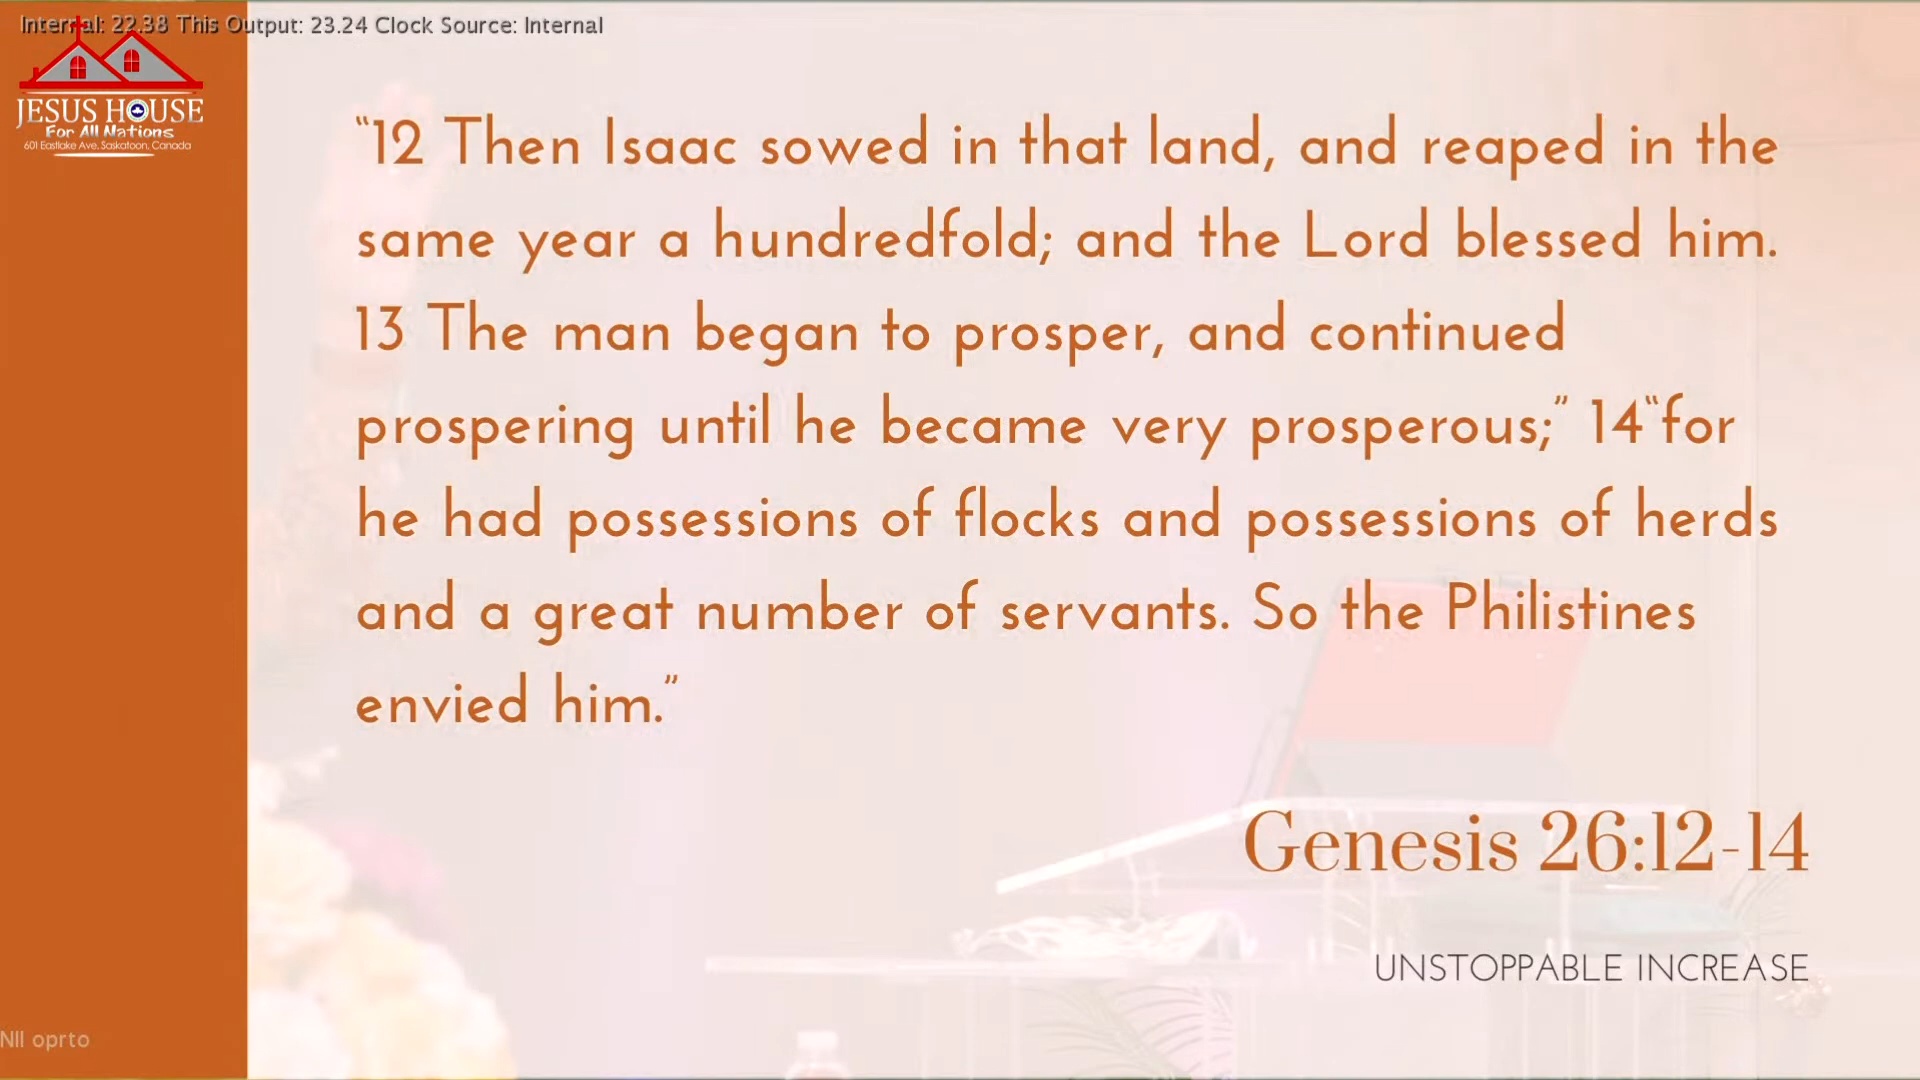 Internal: 22.38 This Output: 23.24 Clock Source: Internal
JESUS HOUSE
For All Nations
601 Eastlake Ave. Saskatoon, Canada
“12 Then Isaac sowed in that land, and reaped in the
same year a hundredfold; and the Lord blessed him.
13 The man began to prosper, and continued
prospering until he became very prosperous;” 14“for
he had possessions of flocks and possessions of herds
and a great number of servants. So the Philistines
envied him.”
Genesis 26:12-14
UNSTOPPABLE INCREASE
NII oprto